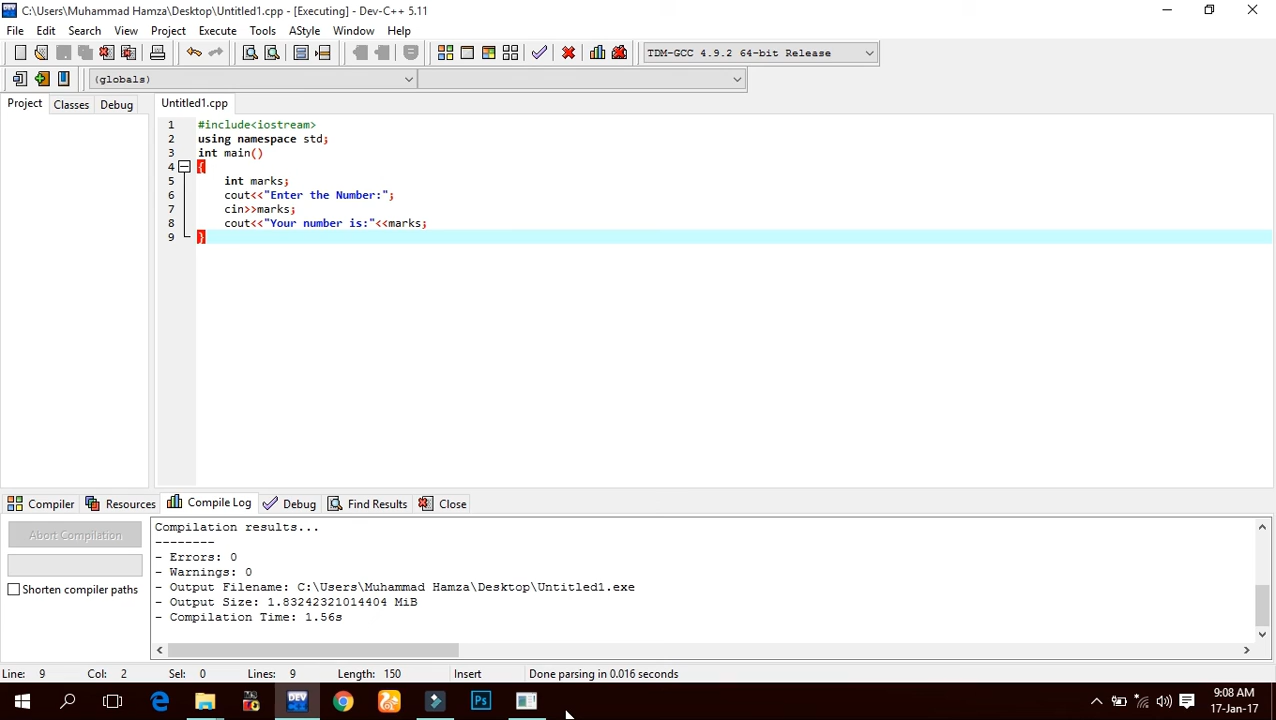 C:\Users\Muhammad Hamza\Desktop\Untitled1.cpp - [Executing] - Dev-C++ 5.11
File Edit Search View Project Execute Tools AStyle Window Help
TDM-GCC 4.9.2 64-bit Release
(globals)
Project Classes Debug Untitled1.cpp
1 #include<iostream>
2 using namespace std;
3 int main()
4 {
5 int marks;
6 cout<<"Enter the Number:";
7 cin>>marks;
8 cout<<"Your number is:"<<marks;
9 }
Compiler Resources Compile Log Debug Find Results Close
Abort Compilation
Shorten compiler paths
Compilation results...
--------
- Errors: 0
- Warnings: 0
- Output Filename: C:\Users\Muhammad Hamza\Desktop\Untitled1.exe
- Output Size: 1.83242321014404 MiB
- Compilation Time: 1.56s
Line: 9 Col: 2 Sel: 0 Lines: 9 Length: 150 Insert Done parsing in 0.016 seconds
DEV
Ps
9:08 AM
17-Jan-17